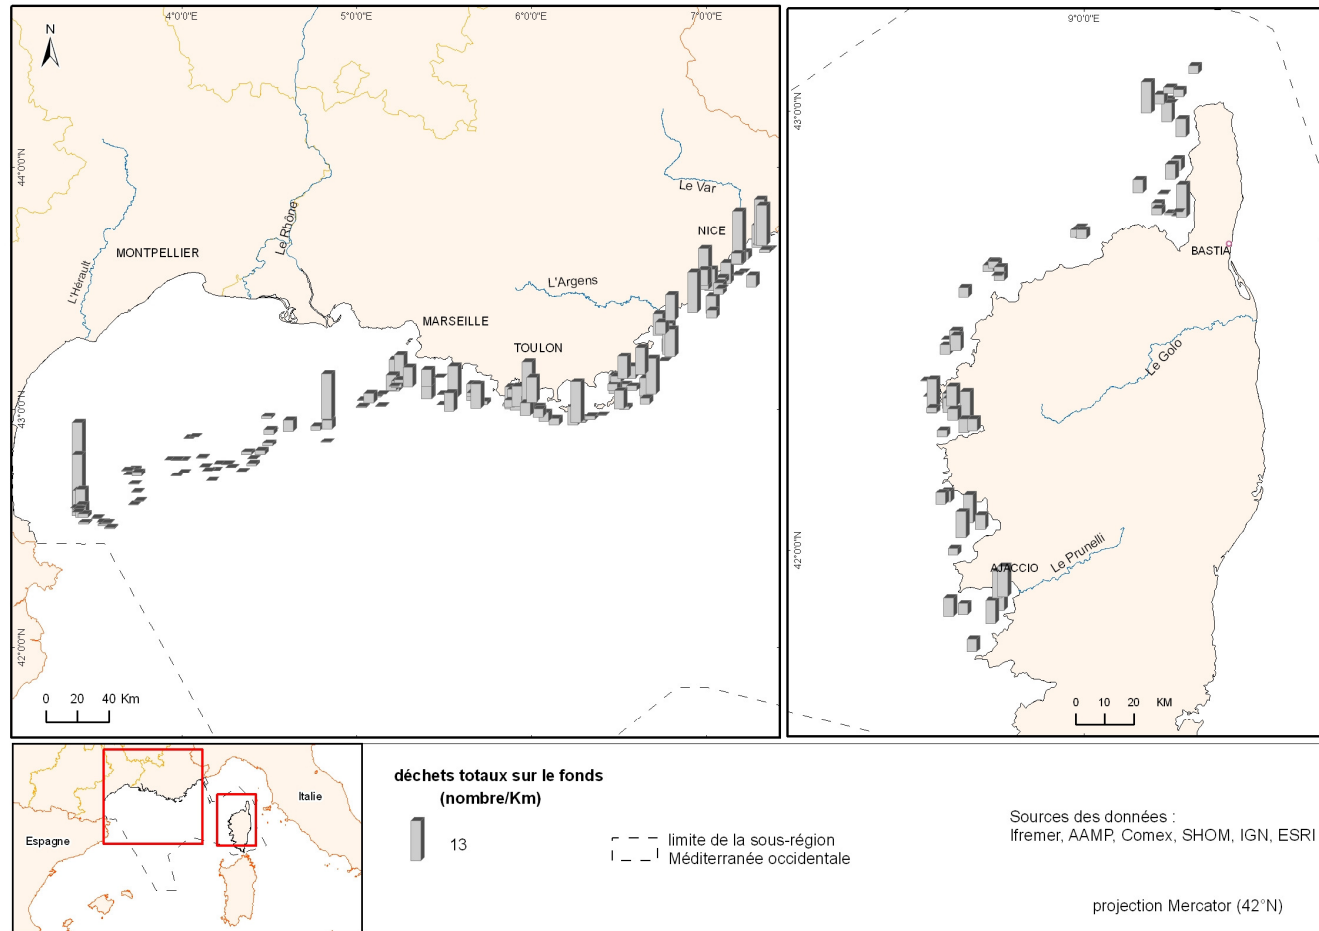 4°0'0"E
5°0'0"E
6°0'0"E
7°0'0"E
9°0'0"E
N
43°0'0"N
44°0'0"N
Le Var
Le Rhône
NICE
MONTPELLIER
BASTIA
L'Hérault
L'Argens
MARSEILLE
TOULON
Le Golo
43°0'0"N
42°0'0"N
Le Prunelli
AJACCIO
42°0'0"N
0 20 40 Km
0 10 20 KM
déchets totaux sur le fonds
(nombre/Km)
Italie
Espagne
13
limite de la sous-région
Méditerranée occidentale
Sources des données :
Ifremer, AAMP, Comex, SHOM, IGN, ESRI
projection Mercator (42°N)